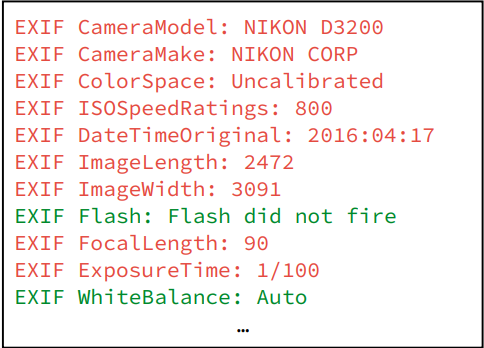 EXIF CameraModel: NIKON D3200
EXIF CameraMake: NIKON CORP
EXIF ColorSpace: Uncalibrated
EXIF ISOSpeedRatings: 800
EXIF DateTimeOriginal: 2016:04:17
EXIF ImageLength: 2472
EXIF ImageWidth: 3091
EXIF Flash: Flash did not fire
EXIF FocalLength: 90
EXIF ExposureTime: 1/100
EXIF WhiteBalance: Auto
…